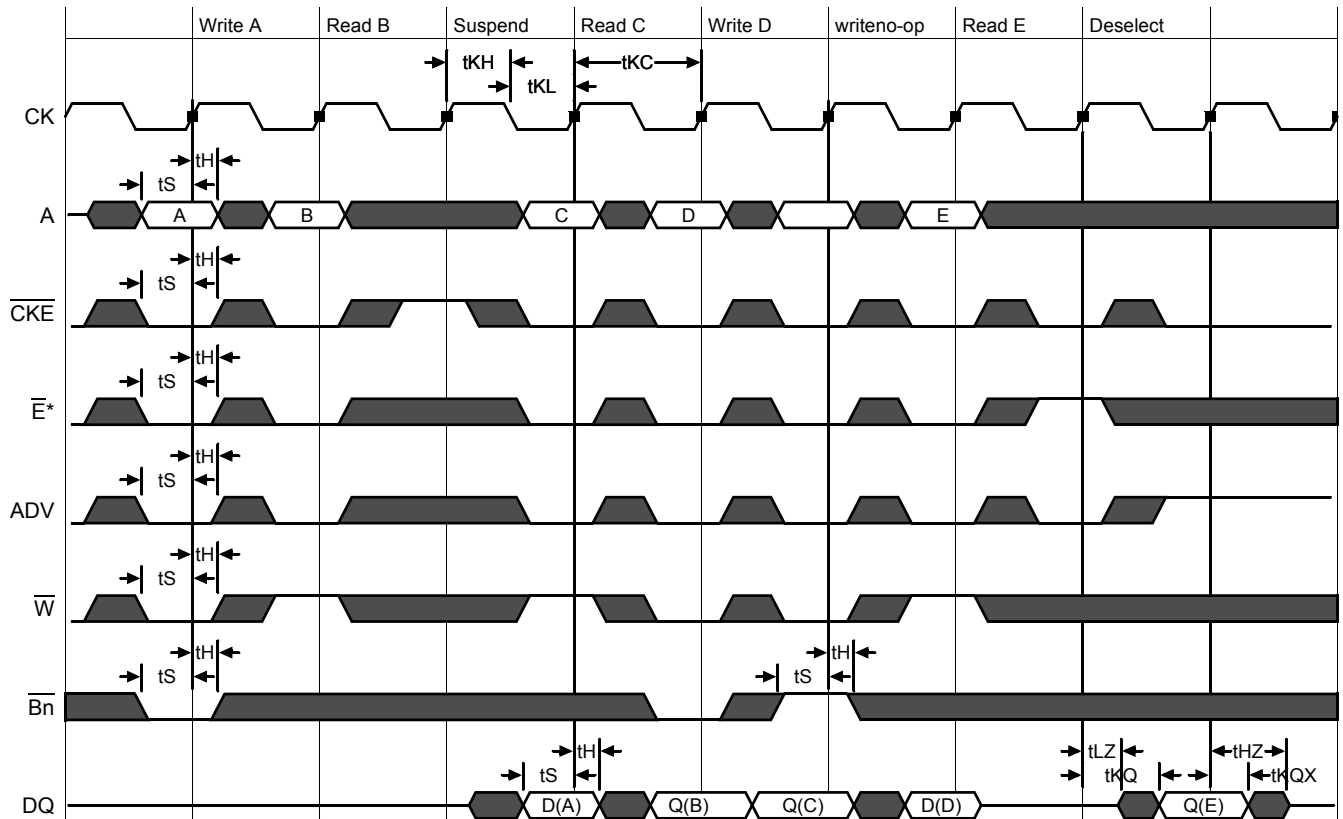 Write A Read B Suspend Read C Write D writeno-op Read E Deselect
tKH tKC
tKL
CK
tH
tS
A A B C D E
tH
tS
CKE
tH
tS
E*
tH
tS
ADV
tH
tS
W
tH tH
tS tS
Bn
tH tLZ tHZ
tS tKQ tKQX
DQ D(A) Q(B) Q(C) D(D) Q(E)